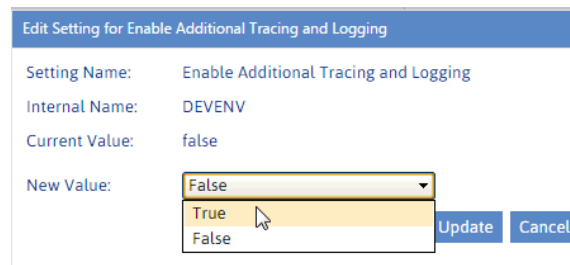 Edit Setting for Enable Additional Tracing and Logging
Setting Name: Enable Additional Tracing and Logging
Internal Name: DEVENV
Current Value: false
New Value: False
True
False
Update Cancel